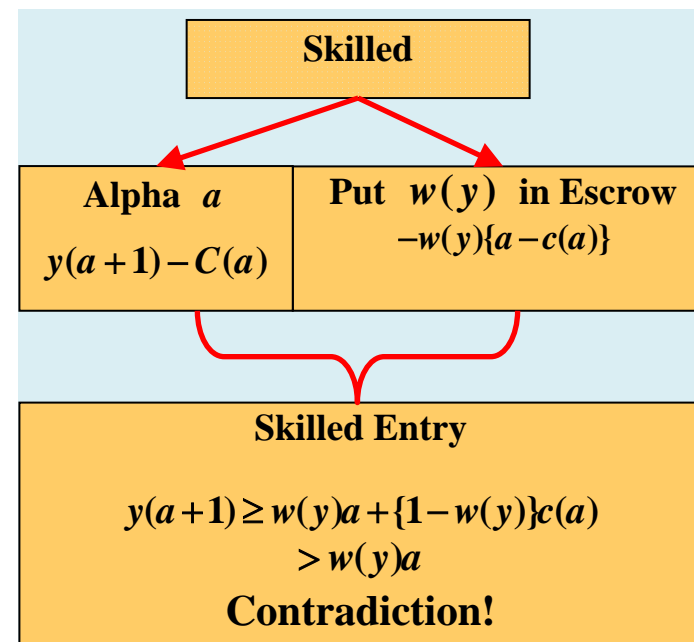 Skilled
Alpha a
y(a+1)−C(a)
Put w(y) in Escrow
−w(y){a−c(a)}
Skilled Entry
y(a+1)≥w(y)a+{1−w(y)}c(a)
>w(y)a
Contradiction!